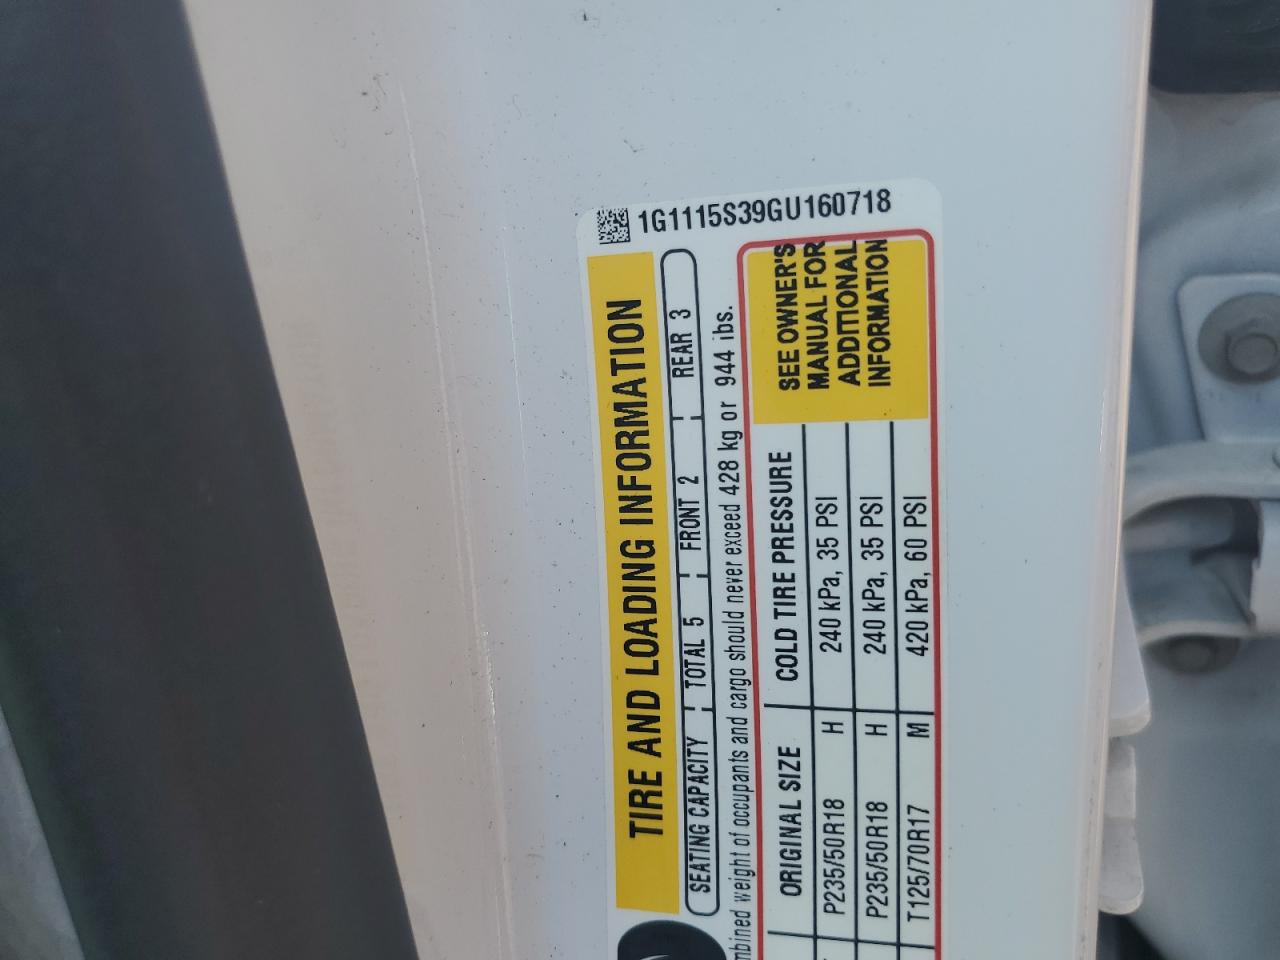 1G1115S39GU160718
TIRE AND LOADING INFORMATION
SEATING CAPACITY TOTAL 5 FRONT 2 REAR 3
weight of occupants and cargo should never exceed 428 kg or 944 lbs.
ORIGINAL SIZE COLD TIRE PRESSURE
P235/50R18 H 240 kPa, 35 PSI
P235/50R18 H 240 kPa, 35 PSI
T125/70R17 M 420 kPa, 60 PSI
SEE OWNER'S
MANUAL FOR
ADDITIONAL
INFORMATION